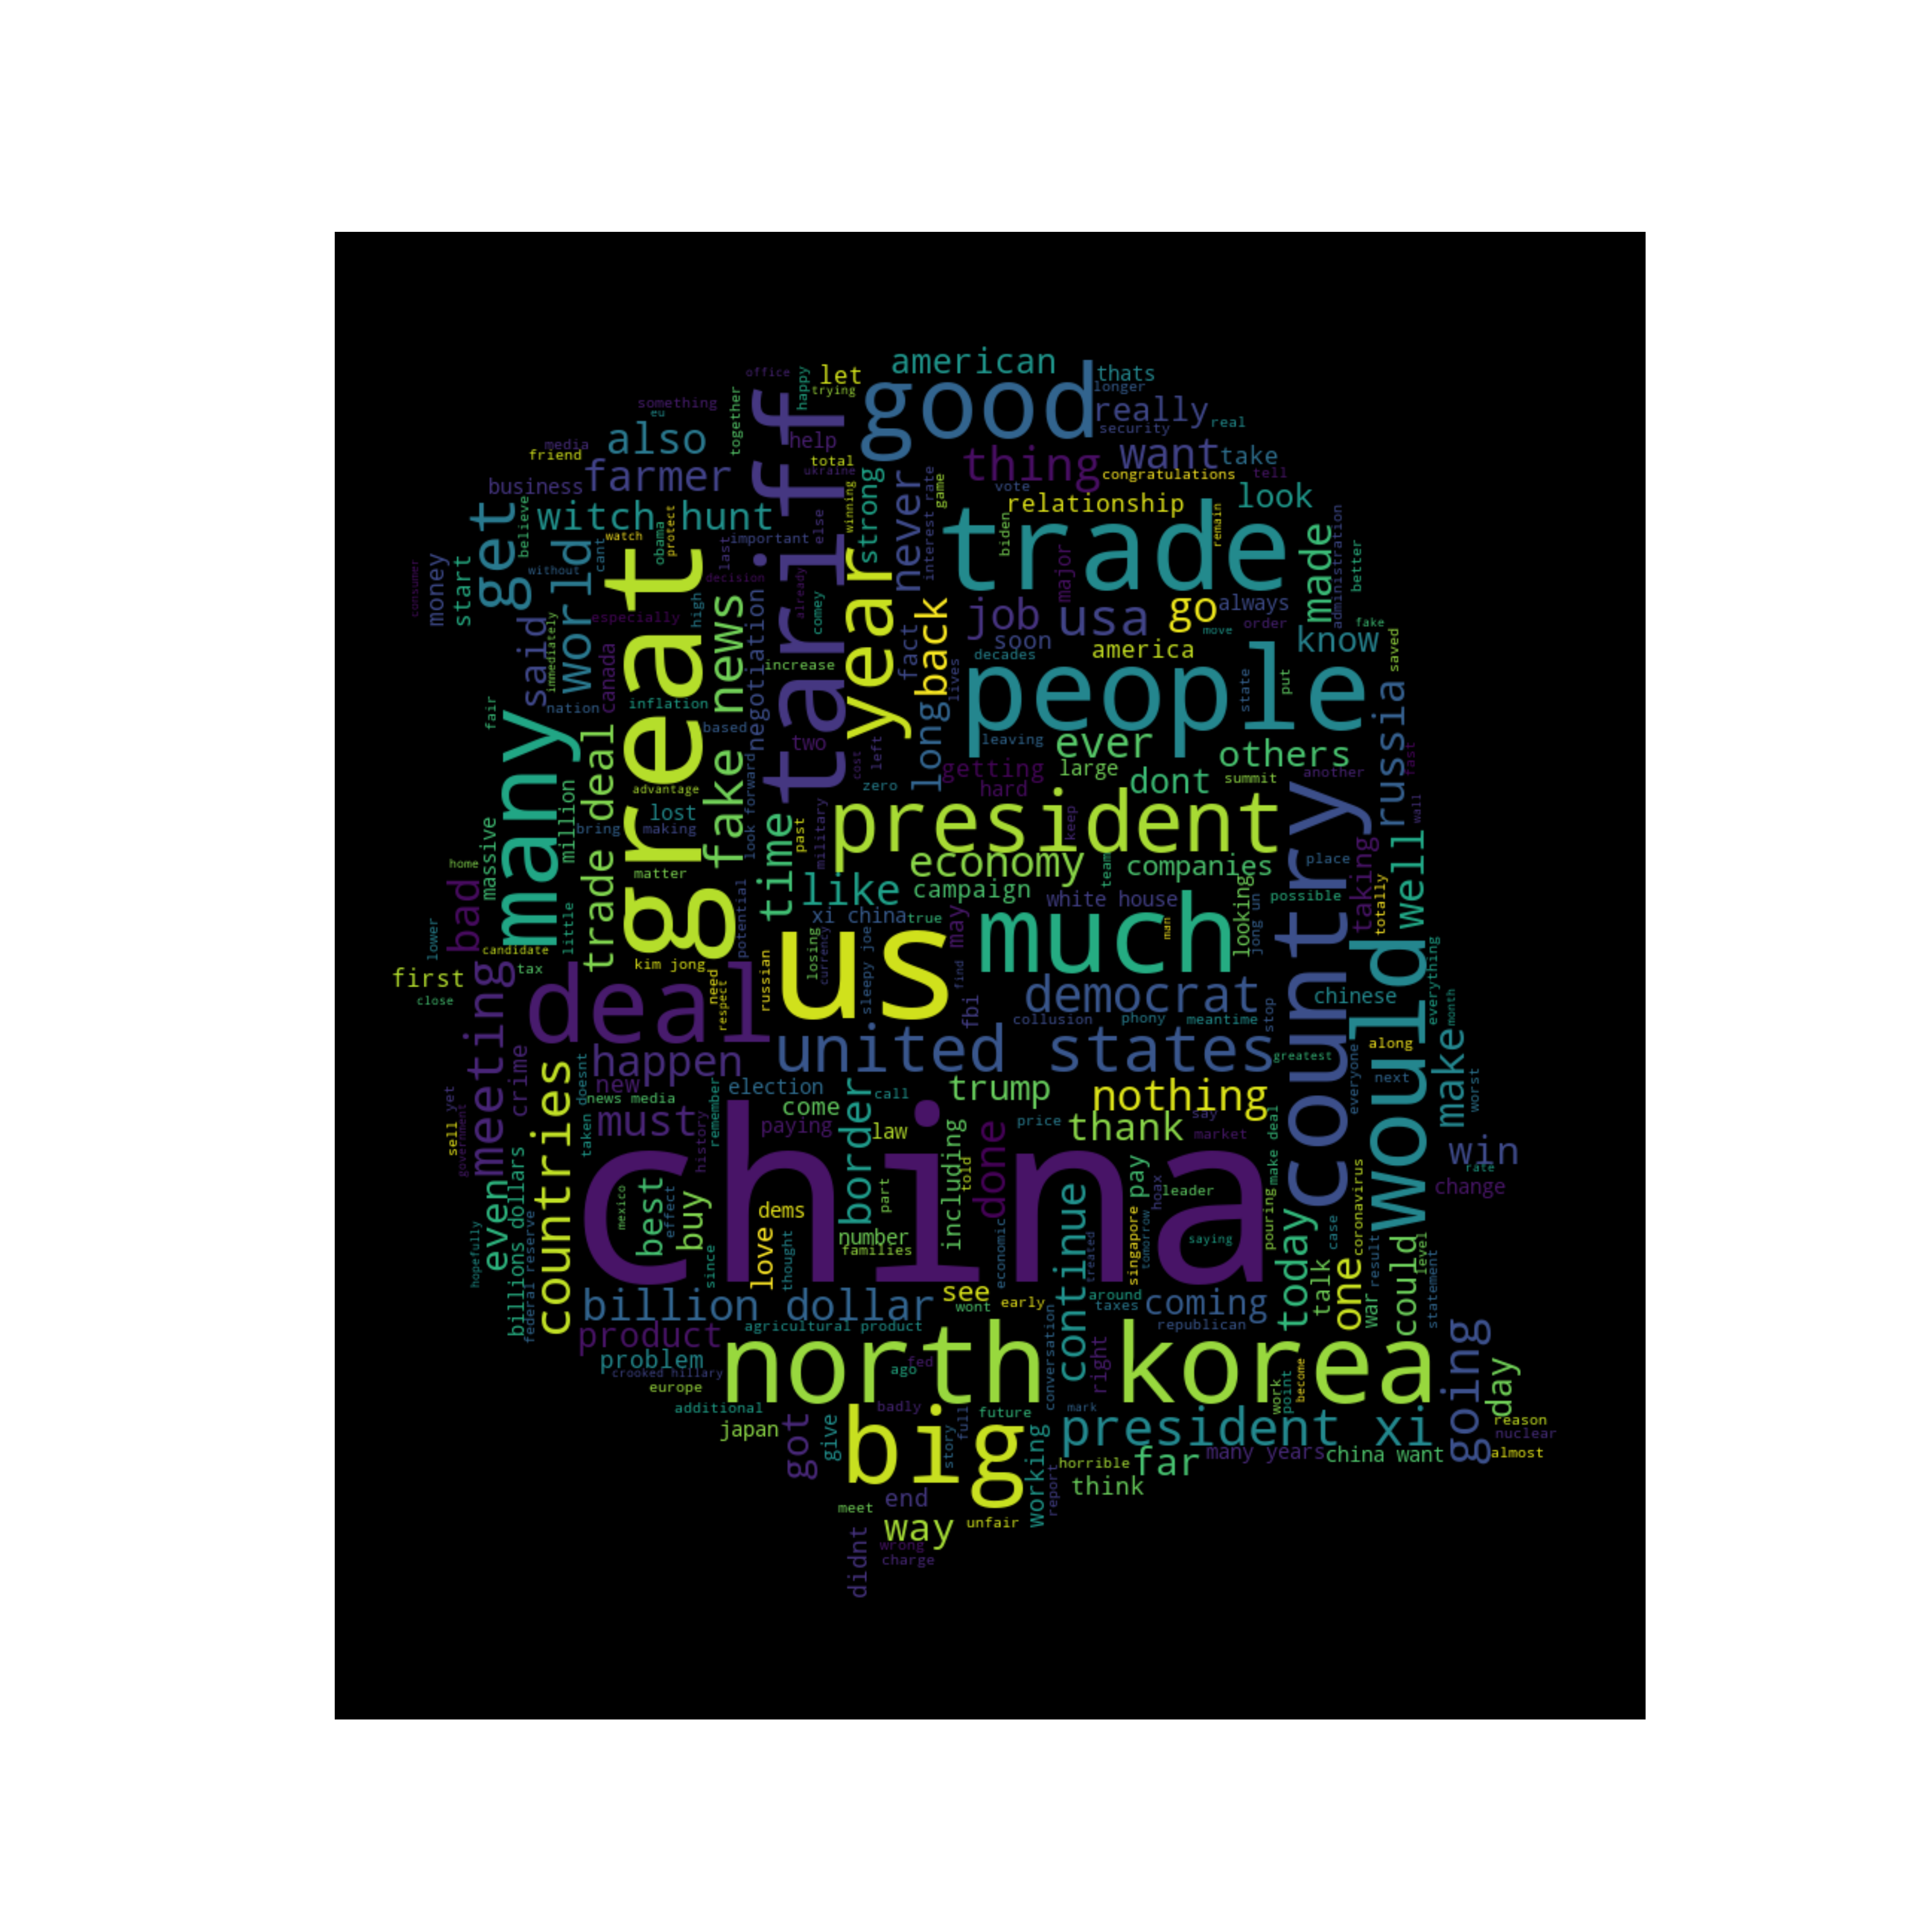 office
let
american
thats
trying
happy
longer
good
something
eu
together
tariff
help
really
security
real
media
friend
also
total
ukraine
thing
want
take
congratulations
tell
business
farmer
never
strong
vote
relationship
look
get
witch hunt
watch
obama
protect
important
else
winning
game
interest rate
trade
biden
remain
administration
better
believe
world
cant
without
great
last
decision
year
money
start
consumer
said
immediately
especially
high
fake news
negotiation
already
comey
fact
back
job
usa
major
go
always
made
order
fake
move
soon
know
canada
increase
lives
decades
america
saved
people
state
put
nation
inflation
based
fair
many
two
long
leaving
ever
others
russia
fast
trade deal
look forward
left
cost
zero
getting
large
hard
dont
summit
another
wall
million
advantage
lost
bring
making
time
past
military
president
keep
country
massive
home
matter
economy
team
companies
place
taking
well
bad
little
potential
like
campaign
white house
looking
possible
totally
lower
candidate
xi china
true
may
find
much
man
jong un
would
first
tax
kim jong
need
respect
russian
losing
currency
us
sleepy joe
everything
close
meeting
deal
fbi
democrat
chinese
collusion
phony
meantime
stop
month
crime
happen
united states
greatest
along
make
worst
sell yet
government
countries
doesnt
taken
new
news media
election
call
trump
nothing
everyone
next
must
remember
come
paying
border
law
price
thank
say
market
make deal
win
rate
history
china
including
told
done
pay
hoax
leader
coronavirus
change
even
billions dollars
mexico
best
effect
buy
dems
part
number
families
continue
saying
pouring
case
hopefully
federal reserve
since
love
thought
economic
treated
singapore
tomorrow
today
talk
one
war
result
could
level
statement
billion dollar
see
wont
early
around
taxes
coming
republican
product
agricultural product
conversation
problem
crooked hillary
europe
north korea
ago
fed
right
work
point
become
going
day
additional
japan
got
give
badly
big
story
full
future
mark
president xi
reason
nuclear
almost
working
report
horrible
far
many years
china want
think
meet
end
way
unfair
didnt
wrong
charge